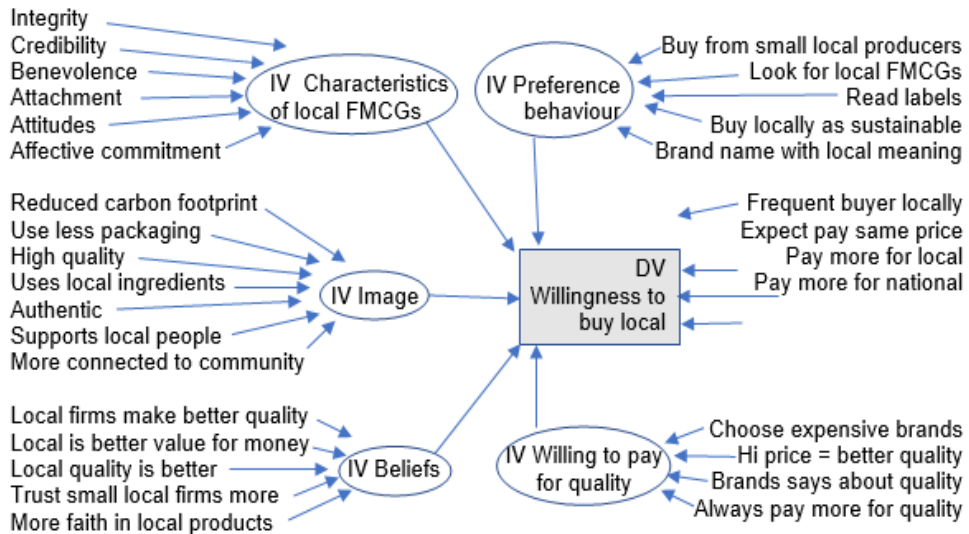 Integrity
Credibility
Benevolence
Attachment
Attitudes
Affective commitment
IV Characteristics
of local FMCGs
IV Preference
behaviour
Buy from small local producers
Look for local FMCGs
Read labels
Buy locally as sustainable
Brand name with local meaning
Reduced carbon footprint
Use less packaging
High quality
Uses local ingredients
Authentic
Supports local people
More connected to community
IV Image
DV
Willingness to
buy local
Frequent buyer locally
Expect pay same price
Pay more for local
Pay more for national
Local firms make better quality
Local is better value for money
Local quality is better
Trust small local firms more
More faith in local products
IV Beliefs
IV Willing to pay
for quality
Choose expensive brands
Hi price = better quality
Brands says about quality
Always pay more for quality